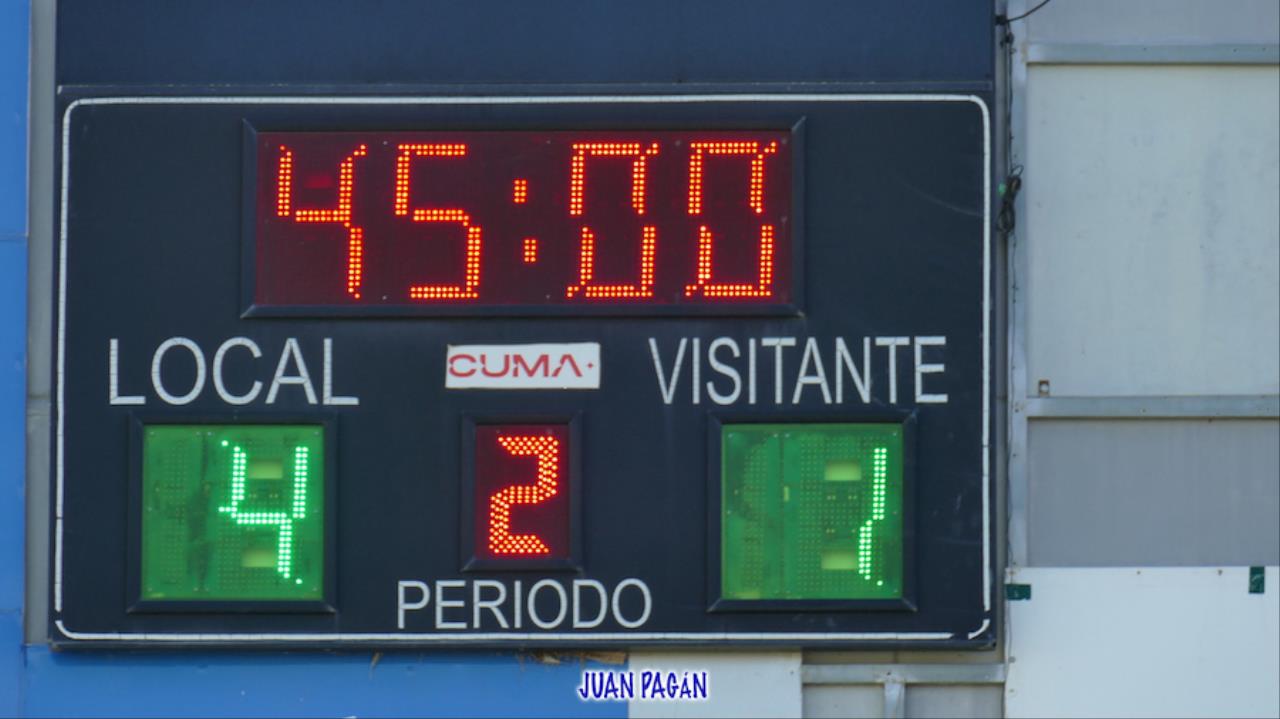 45:00
LOCAL CUMA+ VISITANTE
4 2 1
PERIODO
JUAN PAGÁN